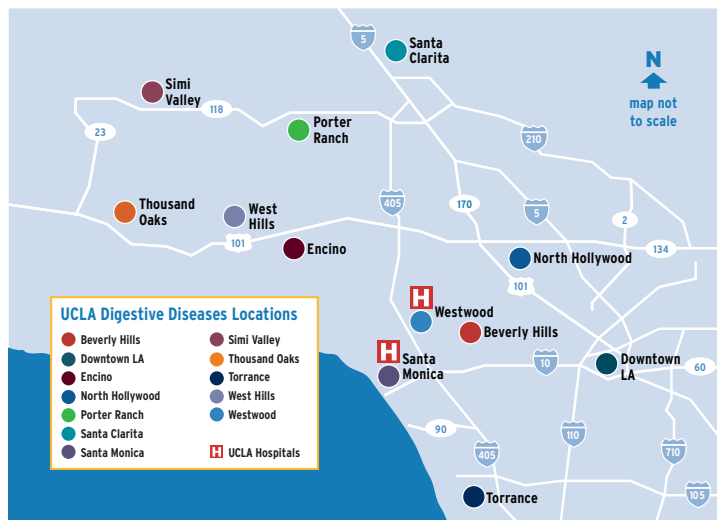 5
Santa
Clarita
N
map not
to scale
Simi
Valley
118
23
Porter
Ranch
210
405
170
5
2
Thousand
Oaks
West
Hills
101
Encino
134
North Hollywood
101
H
Westwood
Beverly Hills
H
Santa
Monica
10
Downtown
LA
60
90
405
110
710
105
Torrance
UCLA Digestive Diseases Locations
Beverly Hills
Downtown LA
Encino
North Hollywood
Porter Ranch
Santa Clarita
Santa Monica
Simi Valley
Thousand Oaks
Torrance
West Hills
Westwood
H UCLA Hospitals